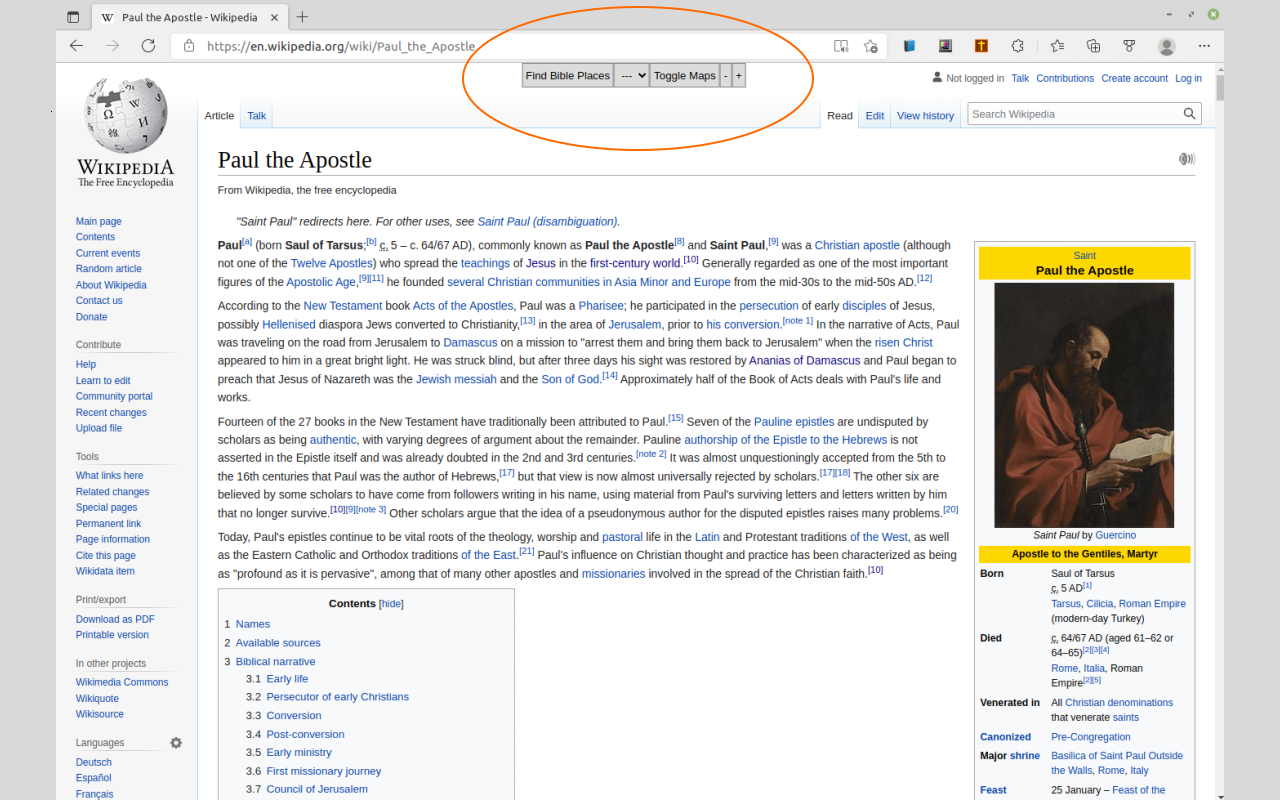 Paul the Apostle - Wikipedia
https://en.wikipedia.org/wiki/Paul_the_Apostle
Find Bible Places --- Toggle Maps - +
Not logged in Talk Contributions Create account Log in
Article Talk
Read Edit View history Search Wikipedia
WIKIPEDIA
The Free Encyclopedia
Main page
Contents
Current events
Random article
About Wikipedia
Contact us
Donate
Contribute
Help
Learn to edit
Community portal
Recent changes
Upload file
Tools
What links here
Related changes
Special pages
Permanent link
Page information
Cite this page
Wikidata item
Print/export
Download as PDF
Printable version
In other projects
Wikimedia Commons
Wikiquote
Wikisource
Languages
Deutsch
Español
Français
Paul the Apostle
From Wikipedia, the free encyclopedia
"Saint Paul" redirects here. For other uses, see Saint Paul (disambiguation).
Paul[a] (born Saul of Tarsus;[b] c. 5 – c. 64/67 AD), commonly known as Paul the Apostle[8] and Saint Paul,[9] was a Christian apostle (although
not one of the Twelve Apostles) who spread the teachings of Jesus in the first-century world.[10] Generally regarded as one of the most important
figures of the Apostolic Age,[9][11] he founded several Christian communities in Asia Minor and Europe from the mid-30s to the mid-50s AD.[12]
According to the New Testament book Acts of the Apostles, Paul was a Pharisee; he participated in the persecution of early disciples of Jesus,
possibly Hellenised diaspora Jews converted to Christianity,[13] in the area of Jerusalem, prior to his conversion.[note 1] In the narrative of Acts, Paul
was traveling on the road from Jerusalem to Damascus on a mission to "arrest them and bring them back to Jerusalem" when the risen Christ
appeared to him in a great bright light. He was struck blind, but after three days his sight was restored by Ananias of Damascus and Paul began to
preach that Jesus of Nazareth was the Jewish messiah and the Son of God.[14] Approximately half of the Book of Acts deals with Paul's life and
works.
Fourteen of the 27 books in the New Testament have traditionally been attributed to Paul.[15] Seven of the Pauline epistles are undisputed by
scholars as being authentic, with varying degrees of argument about the remainder. Pauline authorship of the Epistle to the Hebrews is not
asserted in the Epistle itself and was already doubted in the 2nd and 3rd centuries.[note 2] It was almost unquestioningly accepted from the 5th to
the 16th centuries that Paul was the author of Hebrews,[17] but that view is now almost universally rejected by scholars.[17][18] The other six are
believed by some scholars to have come from followers writing in his name, using material from Paul's surviving letters and letters written by him
that no longer survive.[10][9][note 3] Other scholars argue that the idea of a pseudonymous author for the disputed epistles raises many problems.[20]
Today, Paul's epistles continue to be vital roots of the theology, worship and pastoral life in the Latin and Protestant traditions of the West, as well
as the Eastern Catholic and Orthodox traditions of the East.[21] Paul's influence on Christian thought and practice has been characterized as being
as "profound as it is pervasive", among that of many other apostles and missionaries involved in the spread of the Christian faith.[10]
Contents [hide]
1 Names
2 Available sources
3 Biblical narrative
3.1 Early life
3.2 Persecutor of early Christians
3.3 Conversion
3.4 Post-conversion
3.5 Early ministry
3.6 First missionary journey
3.7 Council of Jerusalem
Saint
Paul the Apostle
Saint Paul by Guercino
Apostle to the Gentiles, Martyr
Born Saul of Tarsus
c. 5 AD[1]
Tarsus, Cilicia, Roman Empire
(modern-day Turkey)
Died c. 64/67 AD (aged 61–62 or
64–65)[2][3][4]
Rome, Italia, Roman
Empire[2][5]
Venerated in All Christian denominations
that venerate saints
Canonized Pre-Congregation
Major shrine Basilica of Saint Paul Outside
the Walls, Rome, Italy
Feast 25 January – Feast of the